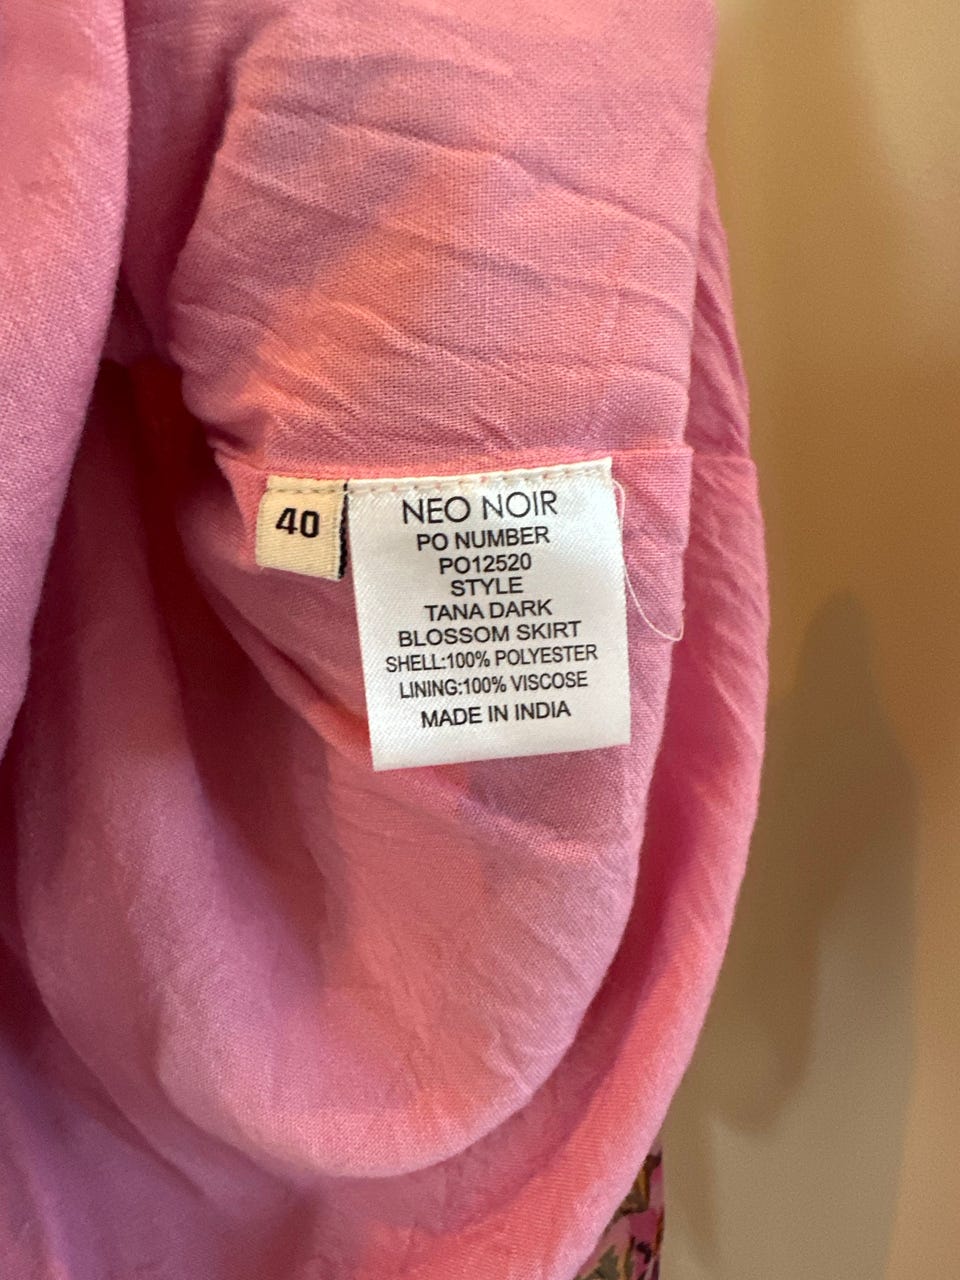 40
NEO NOIR
PO NUMBER
PO12520
STYLE
TANA DARK
BLOSSOM SKIRT
SHELL:100% POLYESTER
LINING:100% VISCOSE
MADE IN INDIA